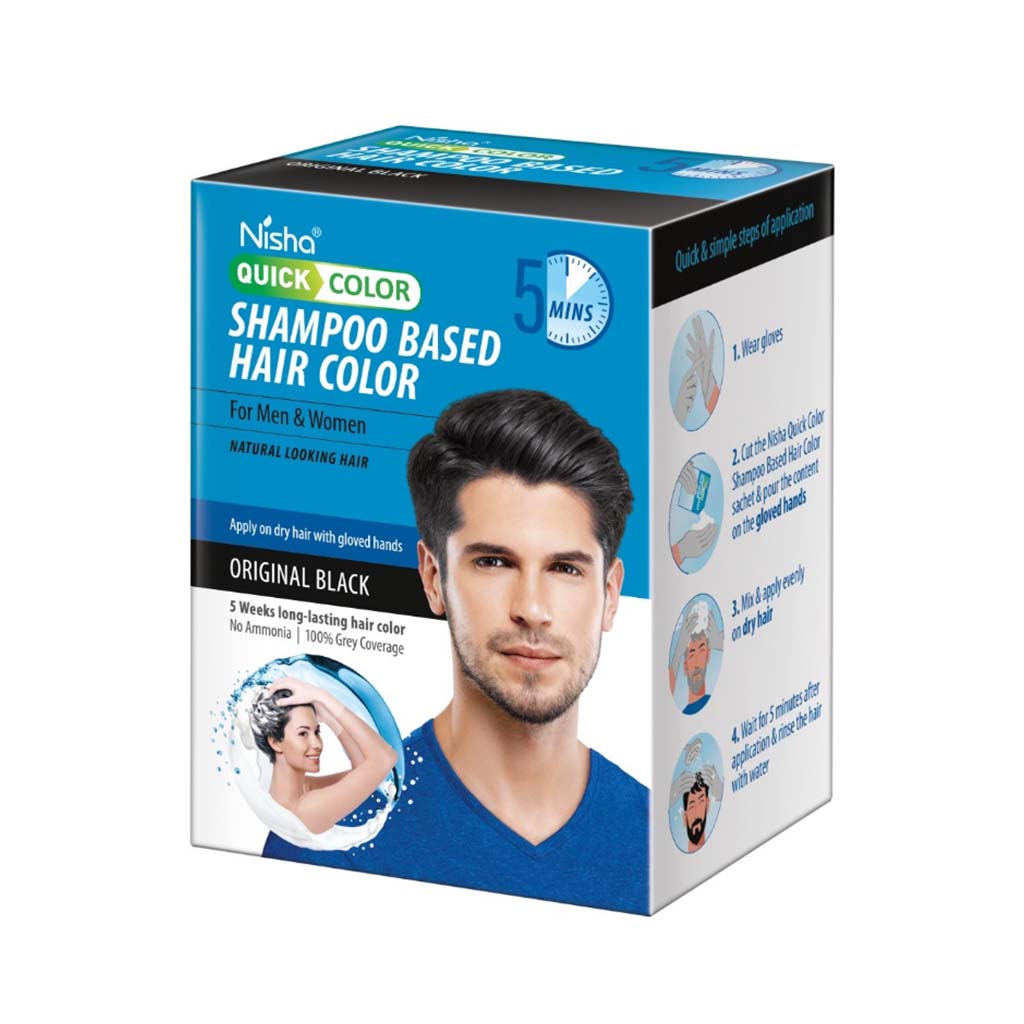 Nisha®
QUICK COLOR
SHAMPOO BASED
HAIR COLOR
ORIGINAL BLACK
5 MINS
Nisha®
QUICK COLOR
SHAMPOO BASED
HAIR COLOR
5 MINS
For Men & Women
NATURAL LOOKING HAIR
Apply on dry hair with gloved hands
ORIGINAL BLACK
5 Weeks long-lasting hair color
No Ammonia | 100% Grey Coverage
Quick & simple steps of application
1. Wear gloves
2. Cut the Nisha Quick Color
Shampoo Based Hair Color
sachet & pour the content
on the gloved hands
3. Mix & apply evenly
on dry hair
4. Wait for 5 minutes after
application & rinse the hair
with water